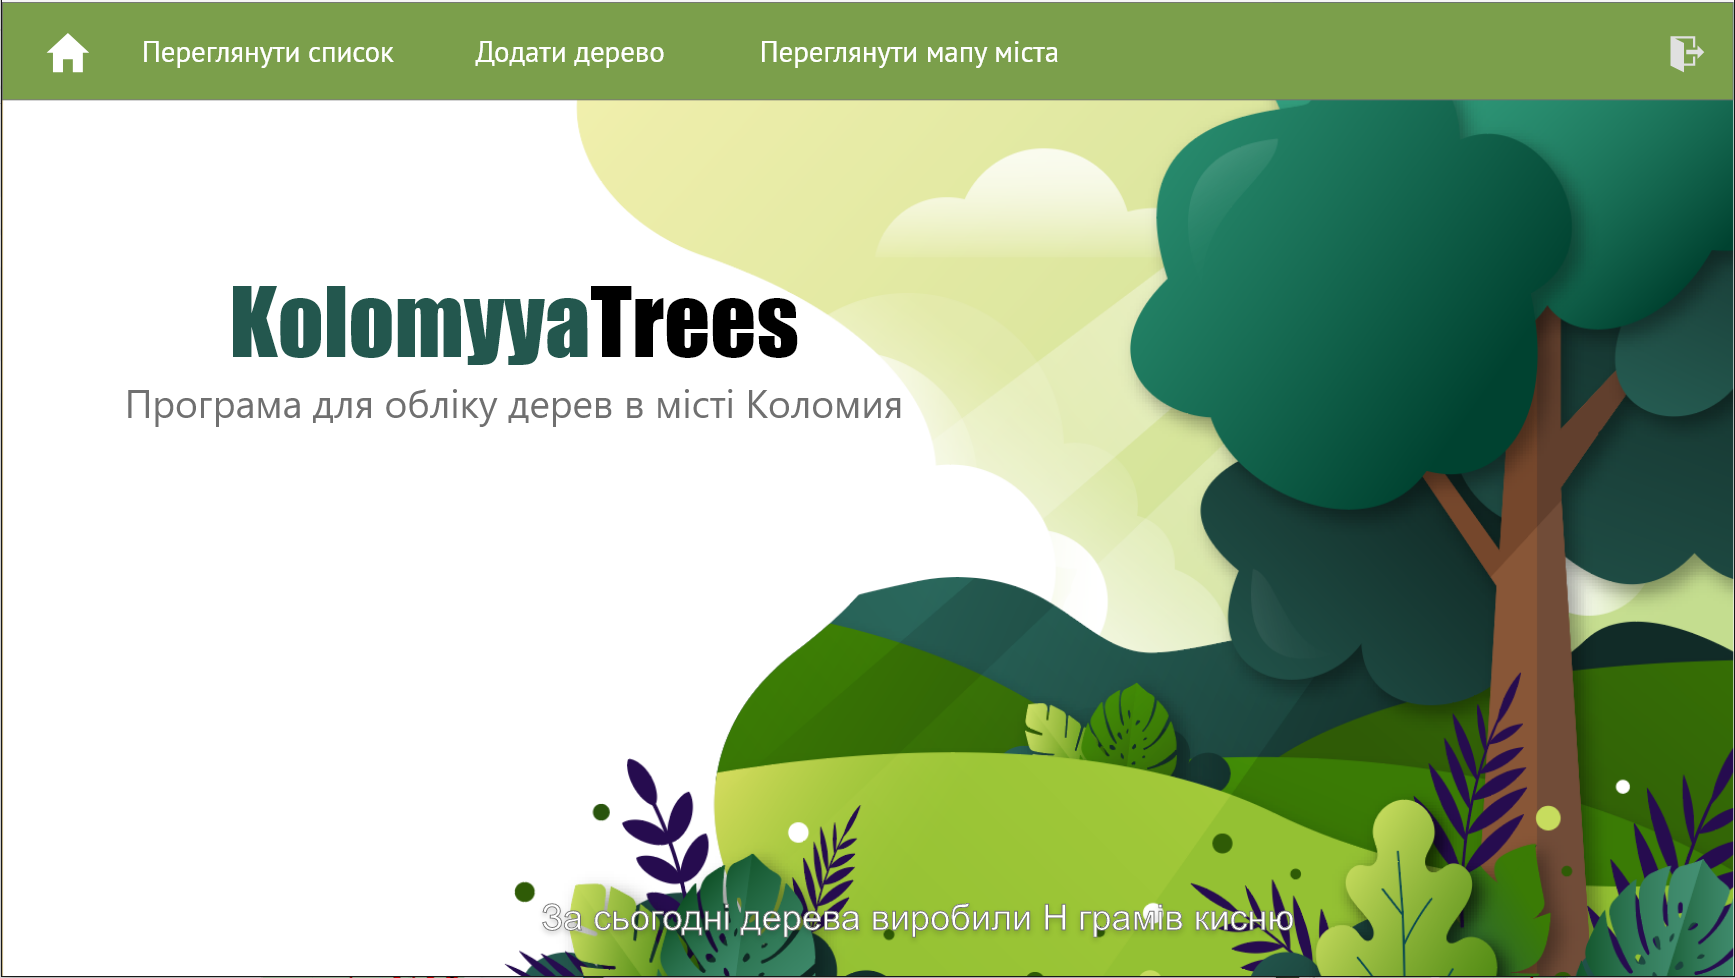 Переглянути список Додати дерево Переглянути мапу міста
KolomyyaTrees
Програма для обліку дерев в місті Коломия
За сьогодні дерева виробили Н грамів кисню